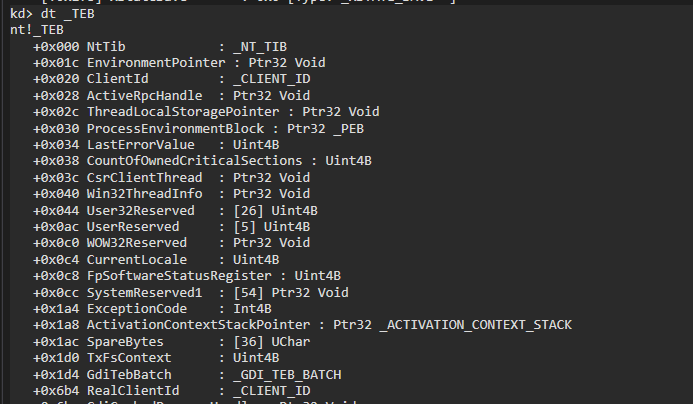 kd> dt _TEB
nt!_TEB
+0x000 NtTib : _NT_TIB
+0x01c EnvironmentPointer : Ptr32 Void
+0x020 ClientId : _CLIENT_ID
+0x028 ActiveRpcHandle : Ptr32 Void
+0x02c ThreadLocalStoragePointer : Ptr32 Void
+0x030 ProcessEnvironmentBlock : Ptr32 _PEB
+0x034 LastErrorValue : Uint4B
+0x038 CountOfOwnedCriticalSections : Uint4B
+0x03c CsrClientThread : Ptr32 Void
+0x040 Win32ThreadInfo : Ptr32 Void
+0x044 User32Reserved : [26] Uint4B
+0x0ac UserReserved : [5] Uint4B
+0x0c0 WOW32Reserved : Ptr32 Void
+0x0c4 CurrentLocale : Uint4B
+0x0c8 FpSoftwareStatusRegister : Uint4B
+0x0cc SystemReserved1 : [54] Ptr32 Void
+0x1a4 ExceptionCode : Int4B
+0x1a8 ActivationContextStackPointer : Ptr32 _ACTIVATION_CONTEXT_STACK
+0x1ac SpareBytes : [36] UChar
+0x1d0 TxFsContext : Uint4B
+0x1d4 GdiTebBatch : _GDI_TEB_BATCH
+0x6b4 RealClientId : _CLIENT_ID